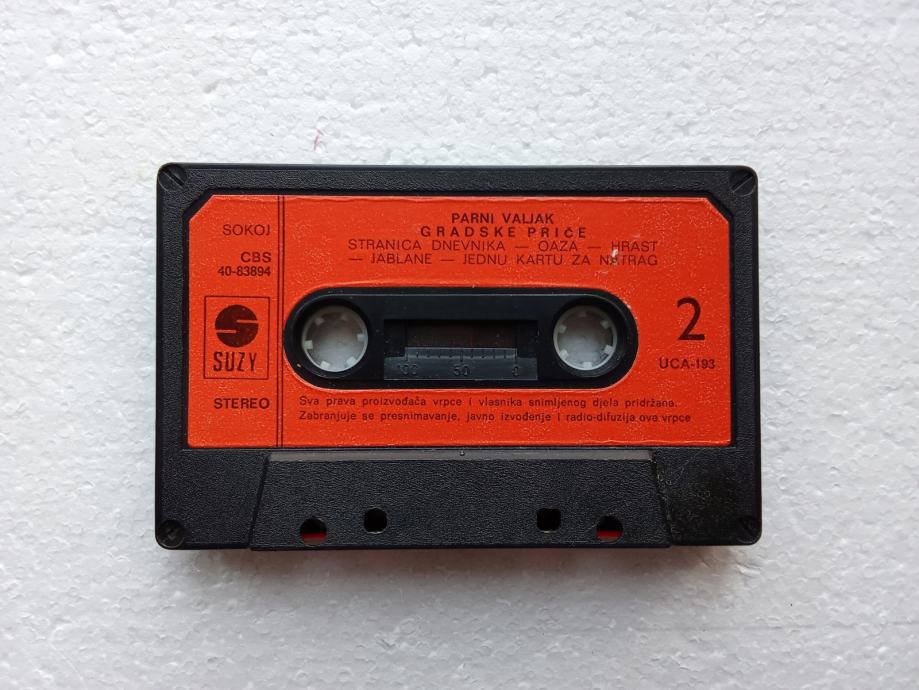 SOKOJ
CBS
40-83894
SUZY
STEREO
PARNI VALJAK
GRADSKE PRIČE
STRANICA DNEVNIKA — OAZA — HRAST
— JABLANE — JEDNU KARTU ZA NATRAG
100 50 0
2
UCA-193
Sva prava proizvođača vrpce i vlasnika snimljenog djela pridržana.
Zabranjuje se presnimavanje, javno izvođenje i radio-difuzija ove vrpce